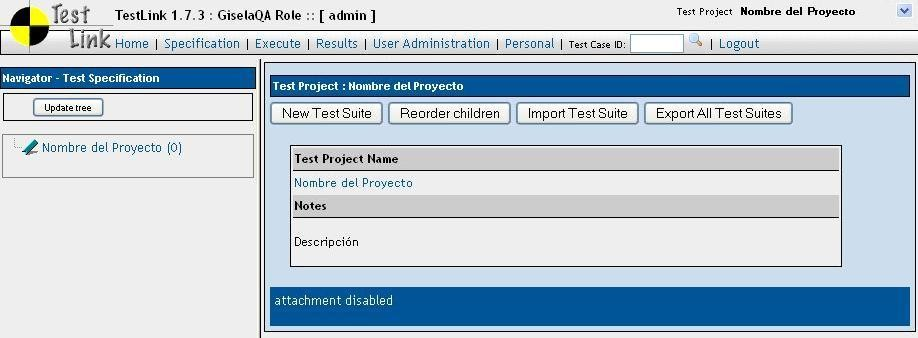 Test Link
TestLink 1.7.3 : GiselaQA Role :: [ admin ]
Test Project Nombre del Proyecto
Home | Specification | Execute | Results | User Administration | Personal | Test Case ID: | Logout
Navigator - Test Specification
Update tree
Nombre del Proyecto (0)
Test Project : Nombre del Proyecto
New Test Suite Reorder children Import Test Suite Export All Test Suites
Test Project Name
Nombre del Proyecto
Notes
Descripción
attachment disabled